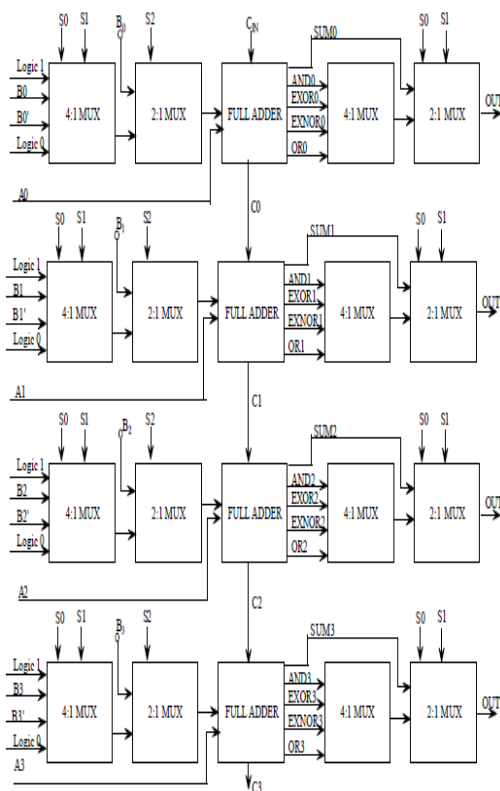 S0 S1 B0 S2 CIN SUM0 S0 S1
Logic 1
B0
B0'
Logic 0
4:1 MUX 2:1 MUX FULL ADDER
AND0
EXOR0
EXNOR0
OR0
4:1 MUX 2:1 MUX OUT
A0
C0
S0 S1 B1 S2 SUM1 S0 S1
Logic 1
B1
B1'
Logic 0
4:1 MUX 2:1 MUX FULL ADDER
AND1
EXOR1
EXNOR1
OR1
4:1 MUX 2:1 MUX OUT
A1
C1
S0 S1 B2 S2 SUM2 S0 S1
Logic 1
B2
B2'
Logic 0
4:1 MUX 2:1 MUX FULL ADDER
AND2
EXOR2
EXNOR2
OR2
4:1 MUX 2:1 MUX OUT
A2
C2
S0 S1 B3 S2 SUM3 S0 S1
Logic 1
B3
B3'
Logic 0
4:1 MUX 2:1 MUX FULL ADDER
AND3
EXOR3
EXNOR3
OR3
4:1 MUX 2:1 MUX OUT
A3
C3